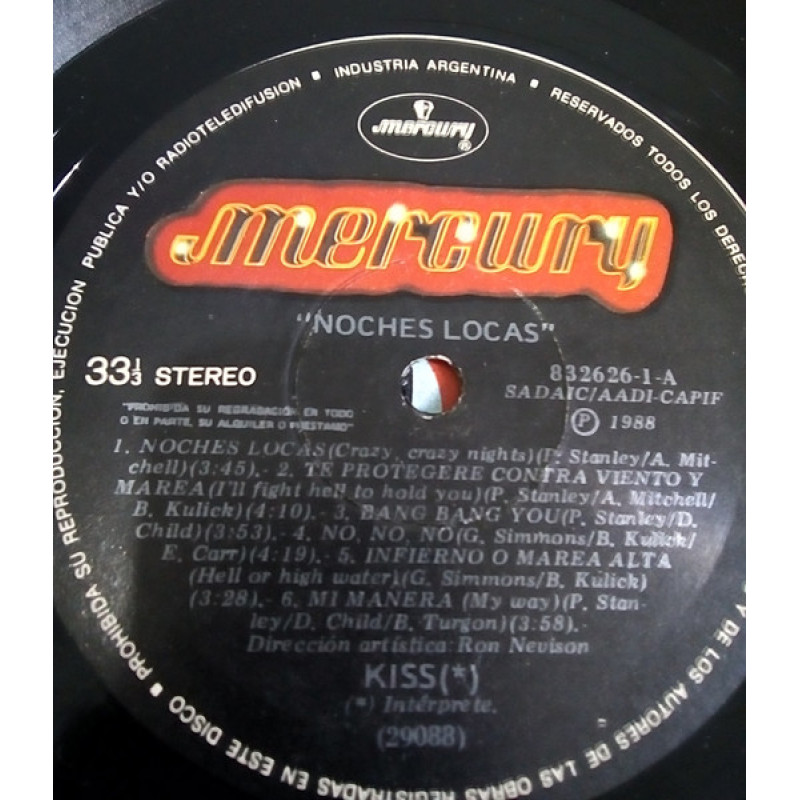 PROHIBIDA SU REPRODUCCION, EJECUCION PUBLICA Y/O RADIOTELEDIFUSION ▪ INDUSTRIA ARGENTINA ▪ RESERVADOS TODOS LOS
Y DE LOS AUTORES DE LAS OBRAS REGISTRADAS EN ESTE DISCO ▪
mercury®
mercury
"NOCHES LOCAS"
33⅓ STEREO
832626-1-A
SADAIC/AADI-CAPIF
Ⓟ 1988
"PROHIBIDA SU REGRABACION EN TODO
O EN PARTE, SU ALQUILER O PRESTAMO"
1. NOCHES LOCAS(Crazy, crazy nights)(P. Stanley/A. Mit-
chell)(3:45).- 2. TE PROTEGERE CONTRA VIENTO Y
MAREA(I'll fight hell to hold you)(P. Stanley/A. Mitchell/
B. Kulick)(4:10).- 3. BANG BANG YOU(P. Stanley/D.
Child)(3:53).- 4. NO, NO, NO(G. Simmons/B. Kulick/
E. Carr)(4:19).- 5. INFIERNO O MAREA ALTA
(Hell or high water)(G. Simmons/B. Kulick)
(3:28).- 6. MI MANERA (My way)(P. Stan-
ley/D. Child/B. Turgon)(3:58).-
Dirección artística: Ron Nevison
KISS(*)
(*) Intérprete.
(29088)